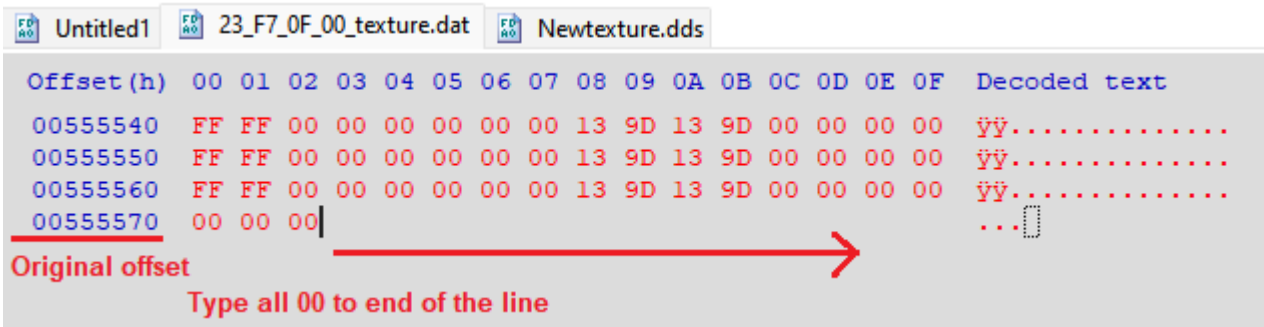 Untitled1 23_F7_0F_00_texture.dat Newtexture.dds
Offset(h) 00 01 02 03 04 05 06 07 08 09 0A 0B 0C 0D 0E 0F Decoded text
00555540 FF FF 00 00 00 00 00 00 13 9D 13 9D 00 00 00 00 ÿÿ..............
00555550 FF FF 00 00 00 00 00 00 13 9D 13 9D 00 00 00 00 ÿÿ..............
00555560 FF FF 00 00 00 00 00 00 13 9D 13 9D 00 00 00 00 ÿÿ..............
00555570 00 00 00 ...
Original offset
Type all 00 to end of the line